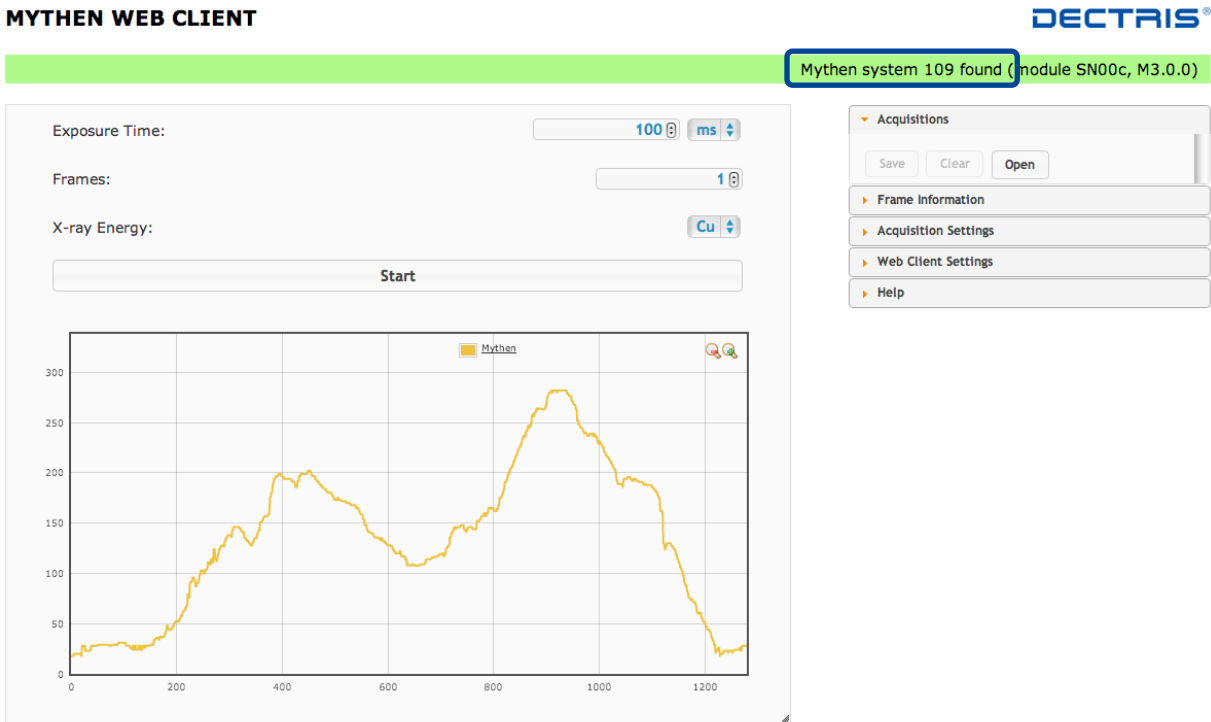 MYTHEN WEB CLIENT
DECTRIS®
Mythen system 109 found (module SN00c, M3.0.0)
Exposure Time:
100
ms
Frames:
1
X-ray Energy:
Cu
Start
Acquisitions
Save
Clear
Open
Frame Information
Acquisition Settings
Web Client Settings
Help
Mythen
300
250
200
150
100
50
0
0 200 400 600 800 1000 1200